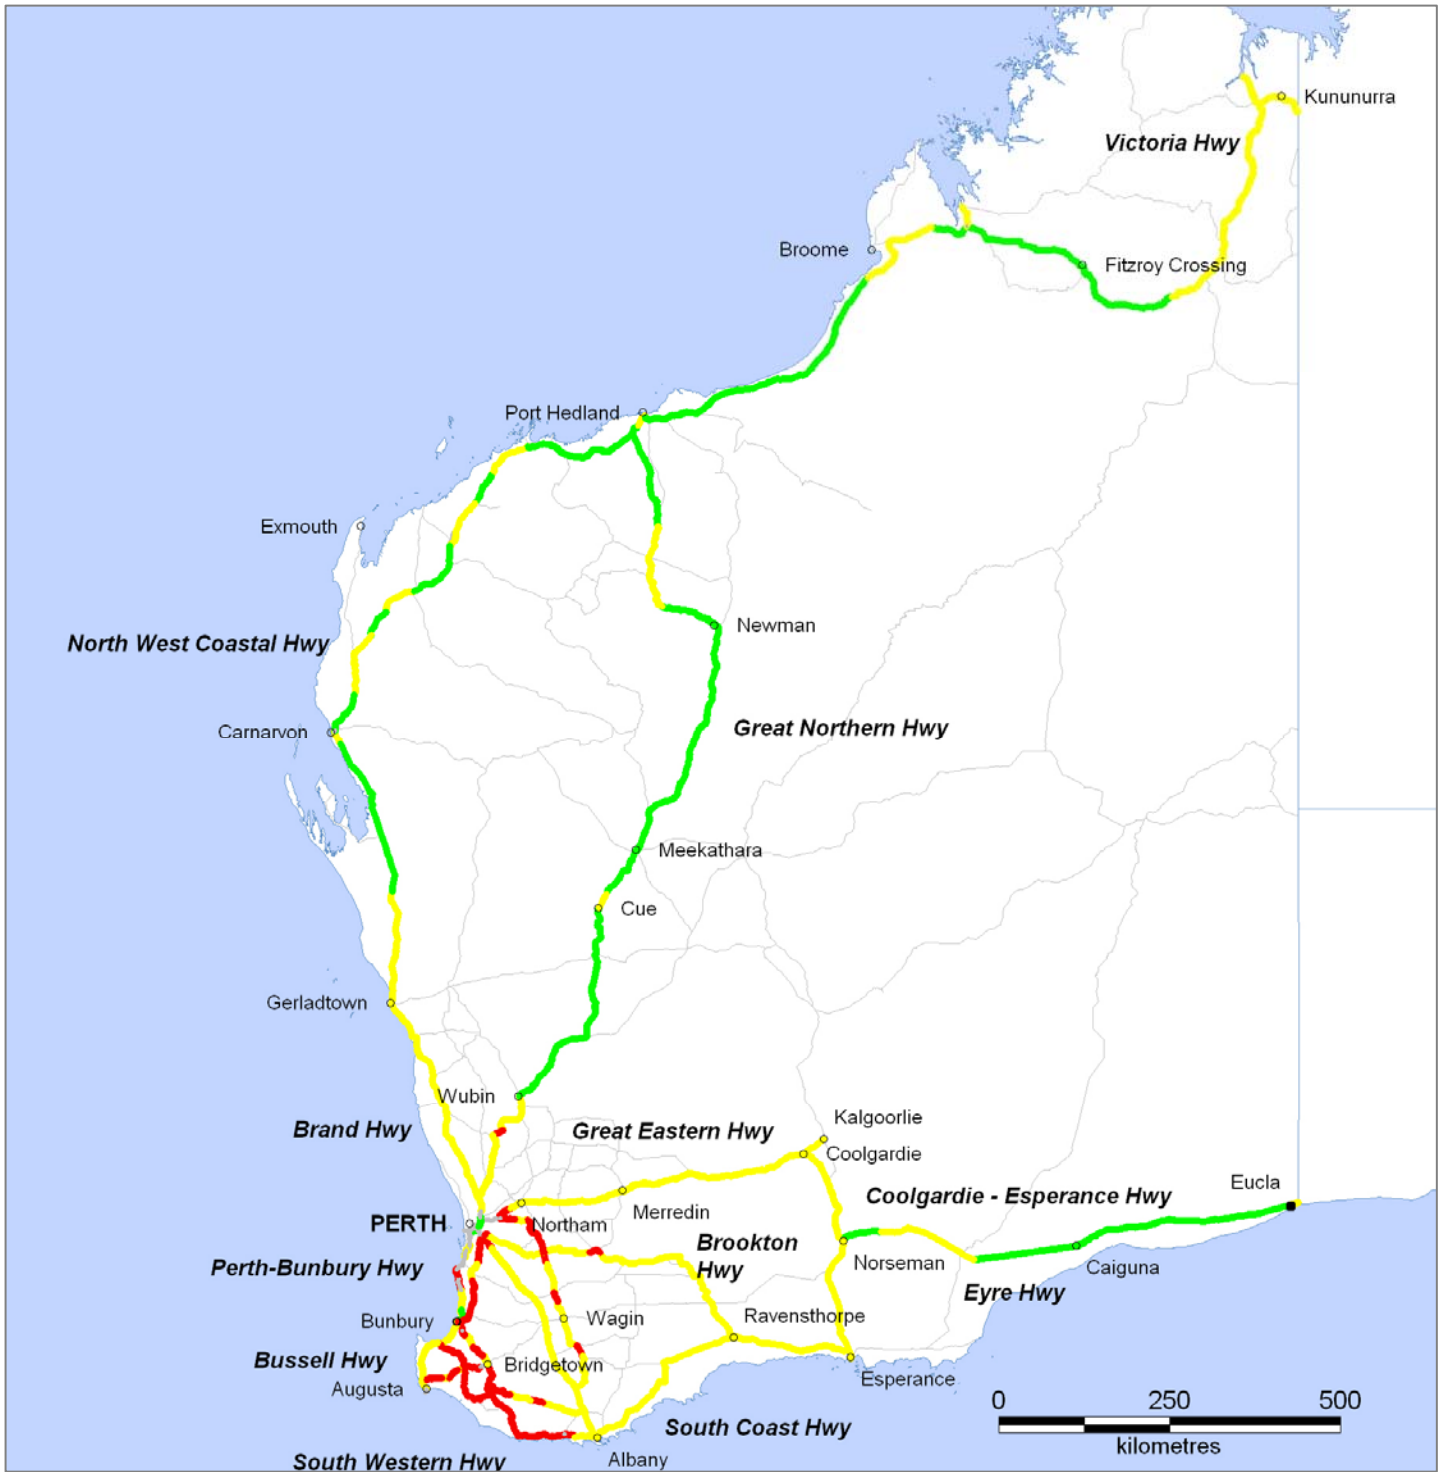 Kununurra
Victoria Hwy
Broome
Fitzroy Crossing
Port Hedland
Exmouth
Newman
North West Coastal Hwy
Great Northern Hwy
Carnarvon
Meekathara
Cue
Gerladtown
Wubin
Kalgoorlie
Brand Hwy
Great Eastern Hwy
Coolgardie
Eucla
Coolgardie - Esperance Hwy
Merredin
PERTH
Northam
Brookton
Hwy
Norseman
Perth-Bunbury Hwy
Caiguna
Eyre Hwy
Ravensthorpe
Wagin
Bunbury
Bussell Hwy
Bridgetown
Esperance
Augusta
0 250 500
kilometres
South Coast Hwy
Albany
South Western Hwy